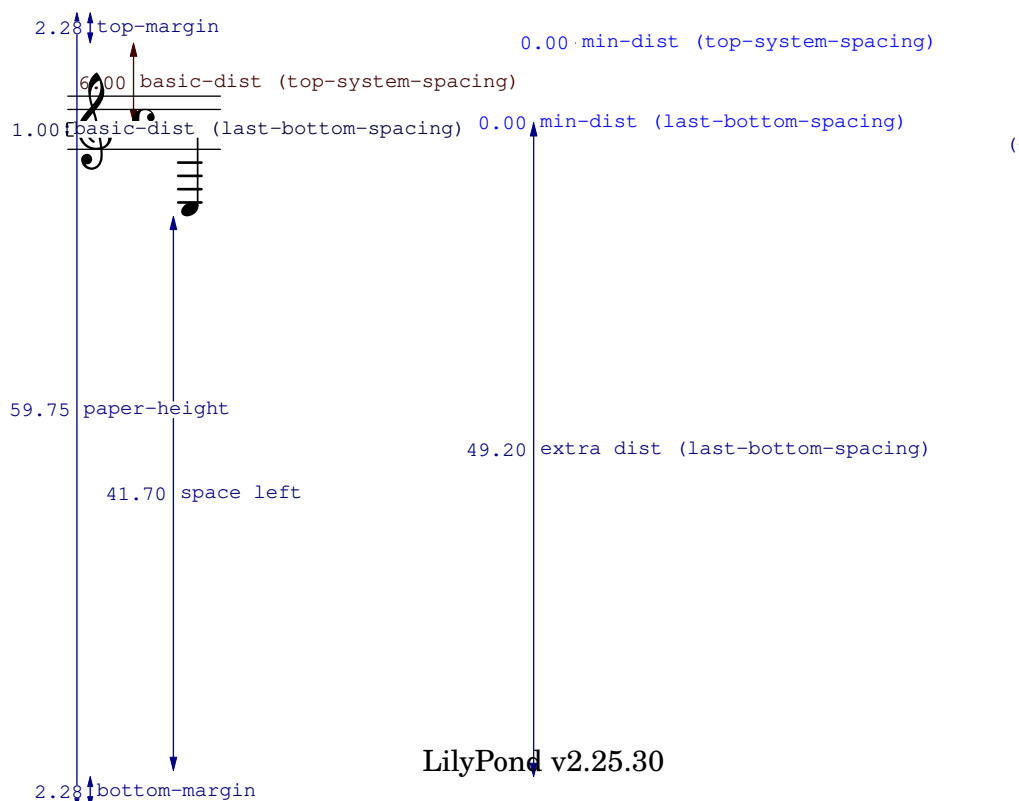 2.28 top-margin
0.00 min-dist (top-system-spacing)
6.00 basic-dist (top-system-spacing)
1.00 basic-dist (last-bottom-spacing)
0.00 min-dist (last-bottom-spacing)
(
59.75 paper-height
49.20 extra dist (last-bottom-spacing)
41.70 space left
LilyPond v2.25.30
2.28 bottom-margin